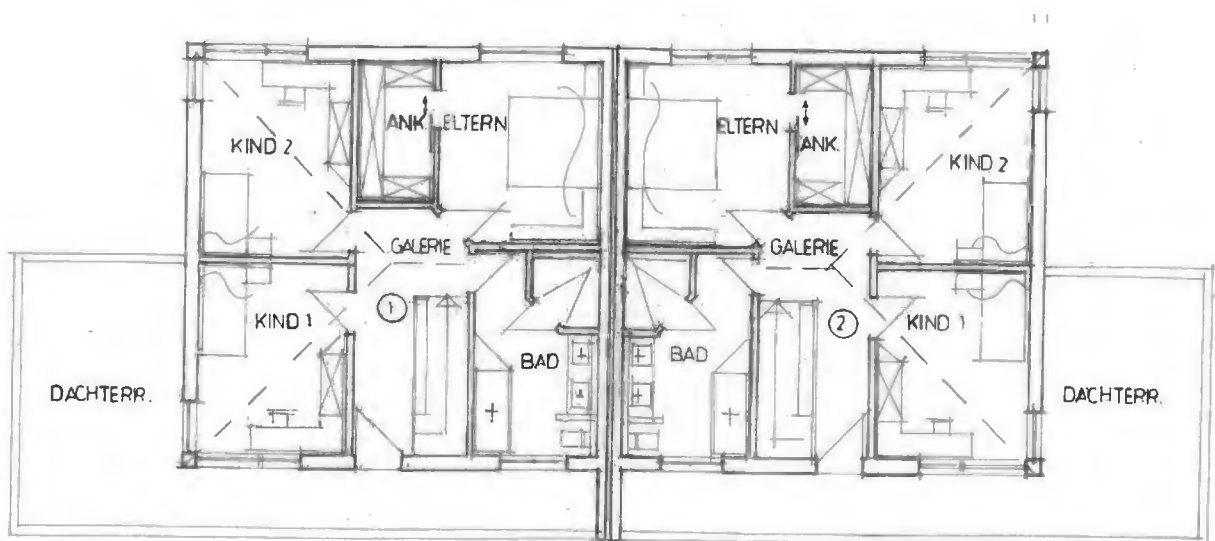 KIND 2
ANK.
ELTERN
GALERIE
KIND 1
1
BAD
DACHTERR.
ELTERN
ANK.
KIND 2
GALERIE
2
KIND 1
BAD
DACHTERR.